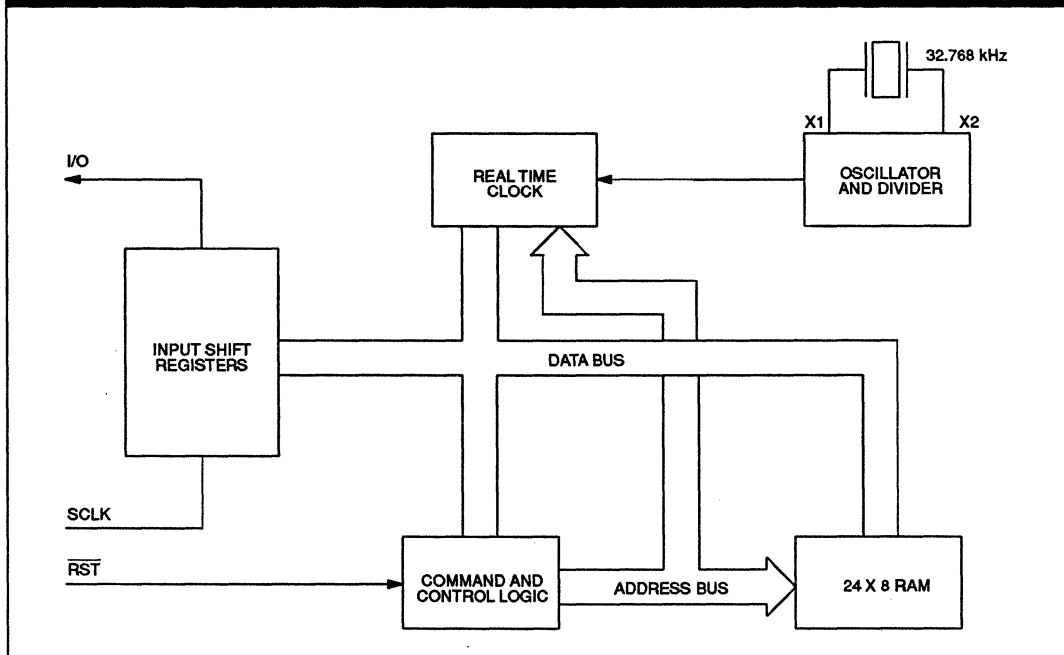 32.768 kHz
X1
X2
I/O
REAL TIME
CLOCK
OSCILLATOR
AND DIVIDER
INPUT SHIFT
REGISTERS
DATA BUS
SCLK
RST
COMMAND AND
CONTROL LOGIC
ADDRESS BUS
24 X 8 RAM